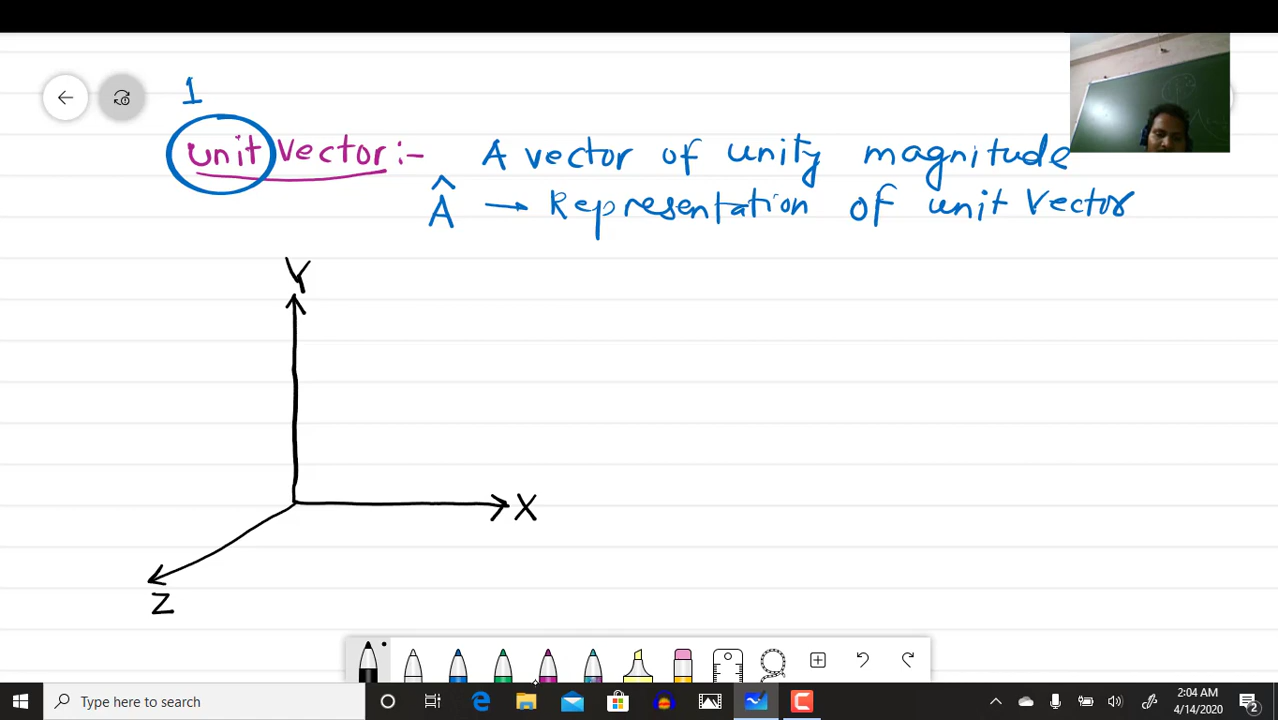 1
unit Vector :- A vector of unity magnitude
Â → Representation of unit Vector
Y
X
Z
Type here to search
2:04 AM
4/14/2020
2